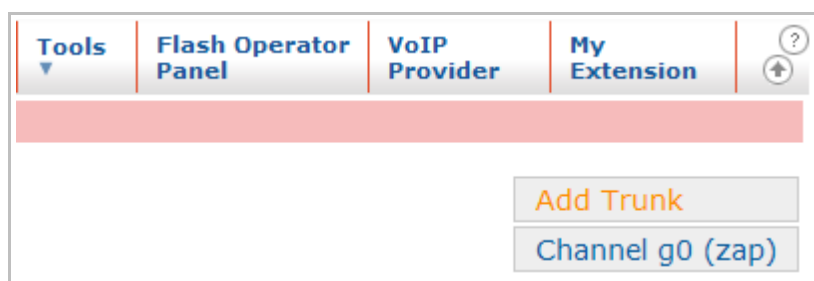 Tools
Flash Operator
Panel
VoIP
Provider
My
Extension
?
Add Trunk
Channel g0 (zap)